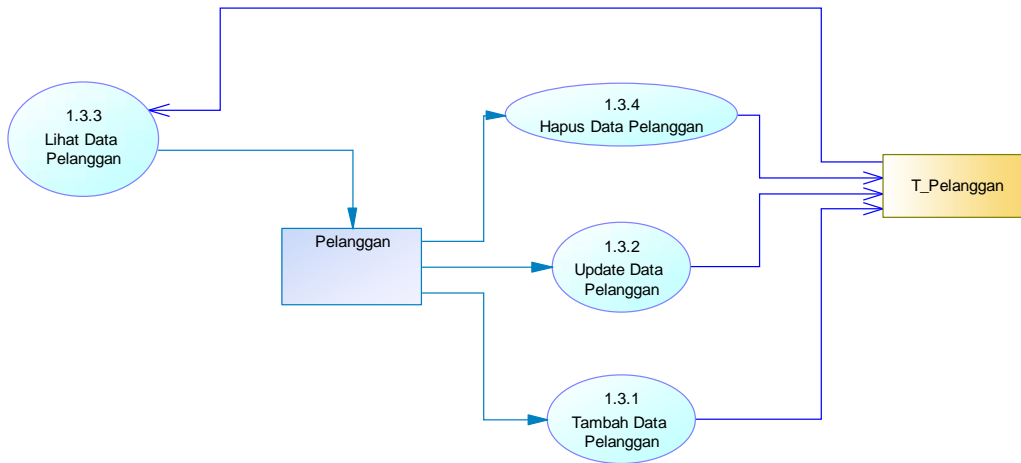 1.3.3
Lihat Data
Pelanggan
1.3.4
Hapus Data Pelanggan
T_Pelanggan
Pelanggan
1.3.2
Update Data
Pelanggan
1.3.1
Tambah Data
Pelanggan